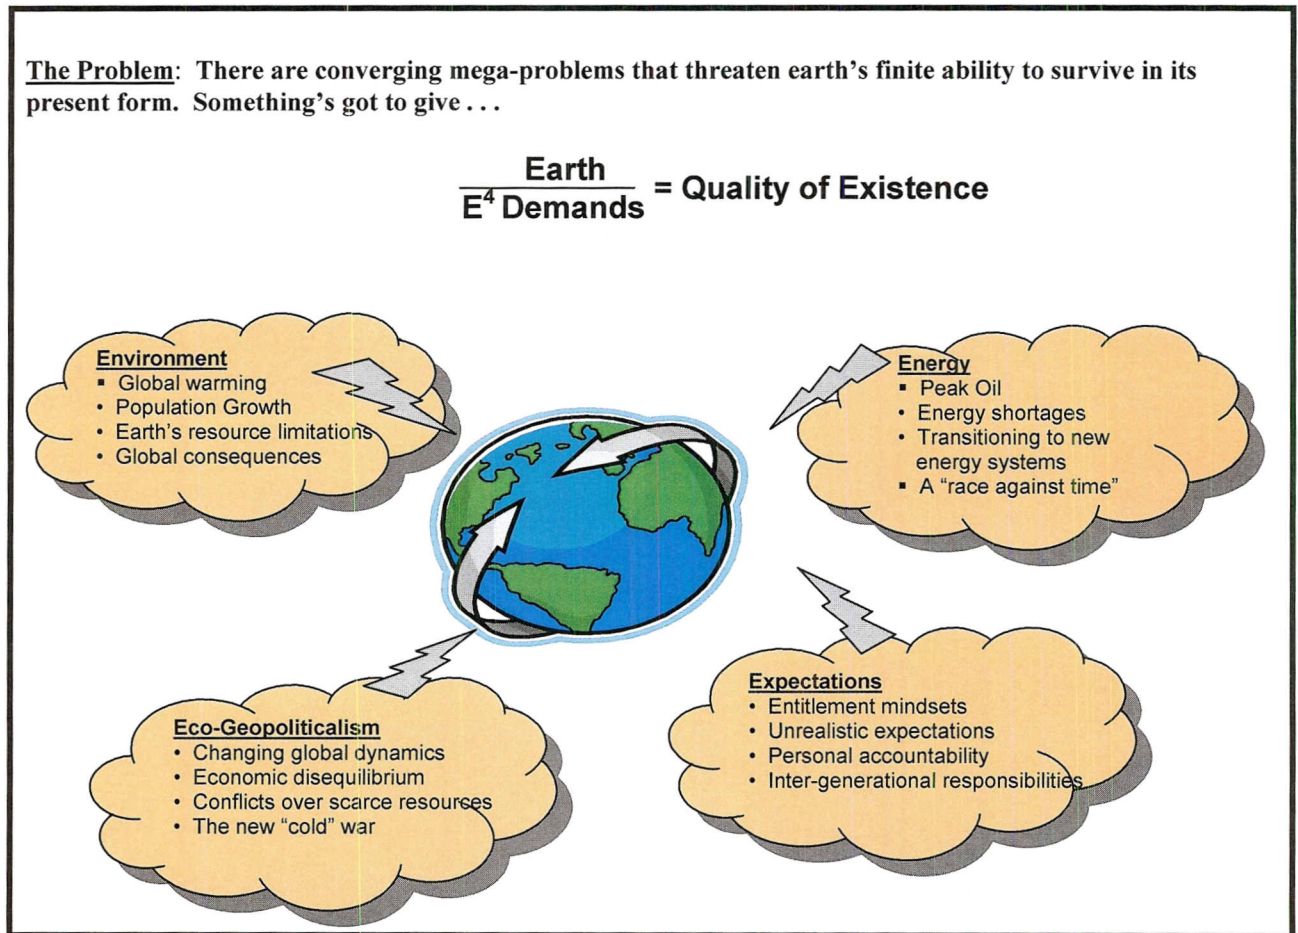 The Problem: There are converging mega-problems that threaten earth's finite ability to survive in its
present form. Something's got to give . . .
Earth
E⁴ Demands
= Quality of Existence
Environment
▪ Global warming
• Population Growth
• Earth's resource limitations
• Global consequences
Energy
▪ Peak Oil
• Energy shortages
• Transitioning to new
energy systems
▪ A "race against time"
Eco-Geopoliticalism
• Changing global dynamics
• Economic disequilibrium
• Conflicts over scarce resources
• The new "cold" war
Expectations
• Entitlement mindsets
• Unrealistic expectations
• Personal accountability
• Inter-generational responsibilities